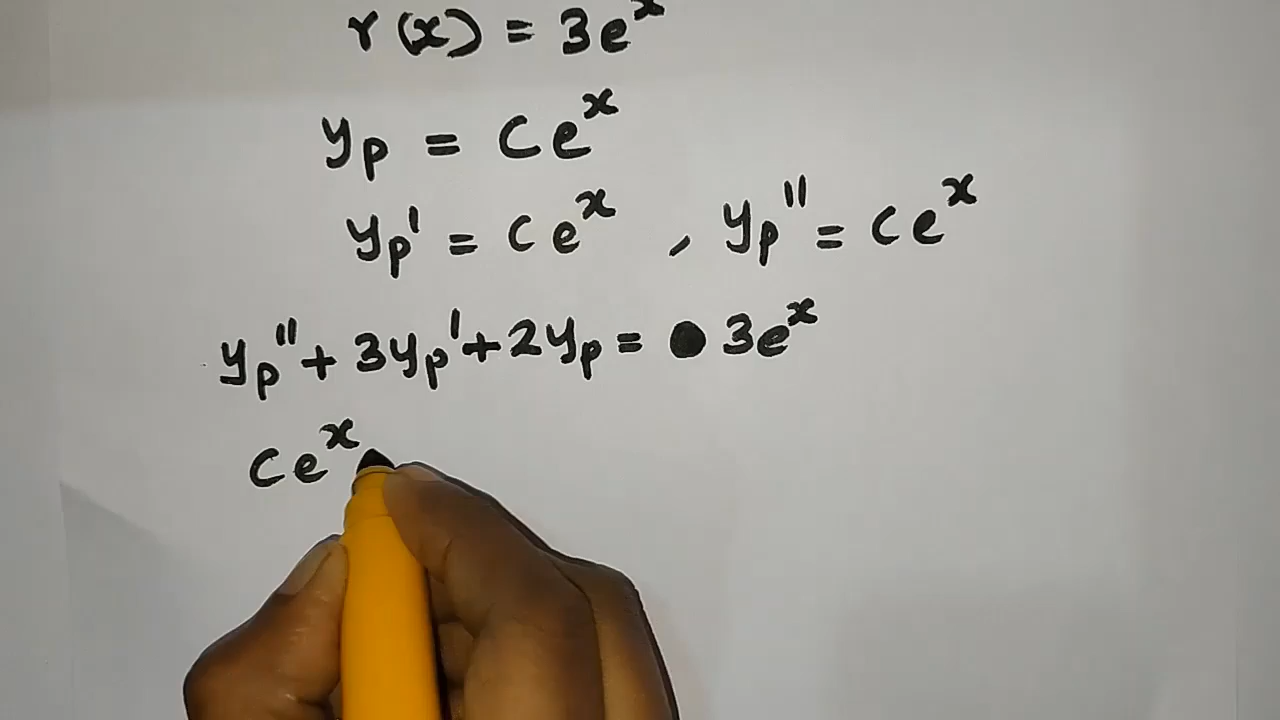 r(x) = 3e^x
y_p = Ce^x
y_p' = Ce^x , y_p'' = Ce^x
y_p'' + 3y_p' + 2y_p = 3e^x
Ce^x